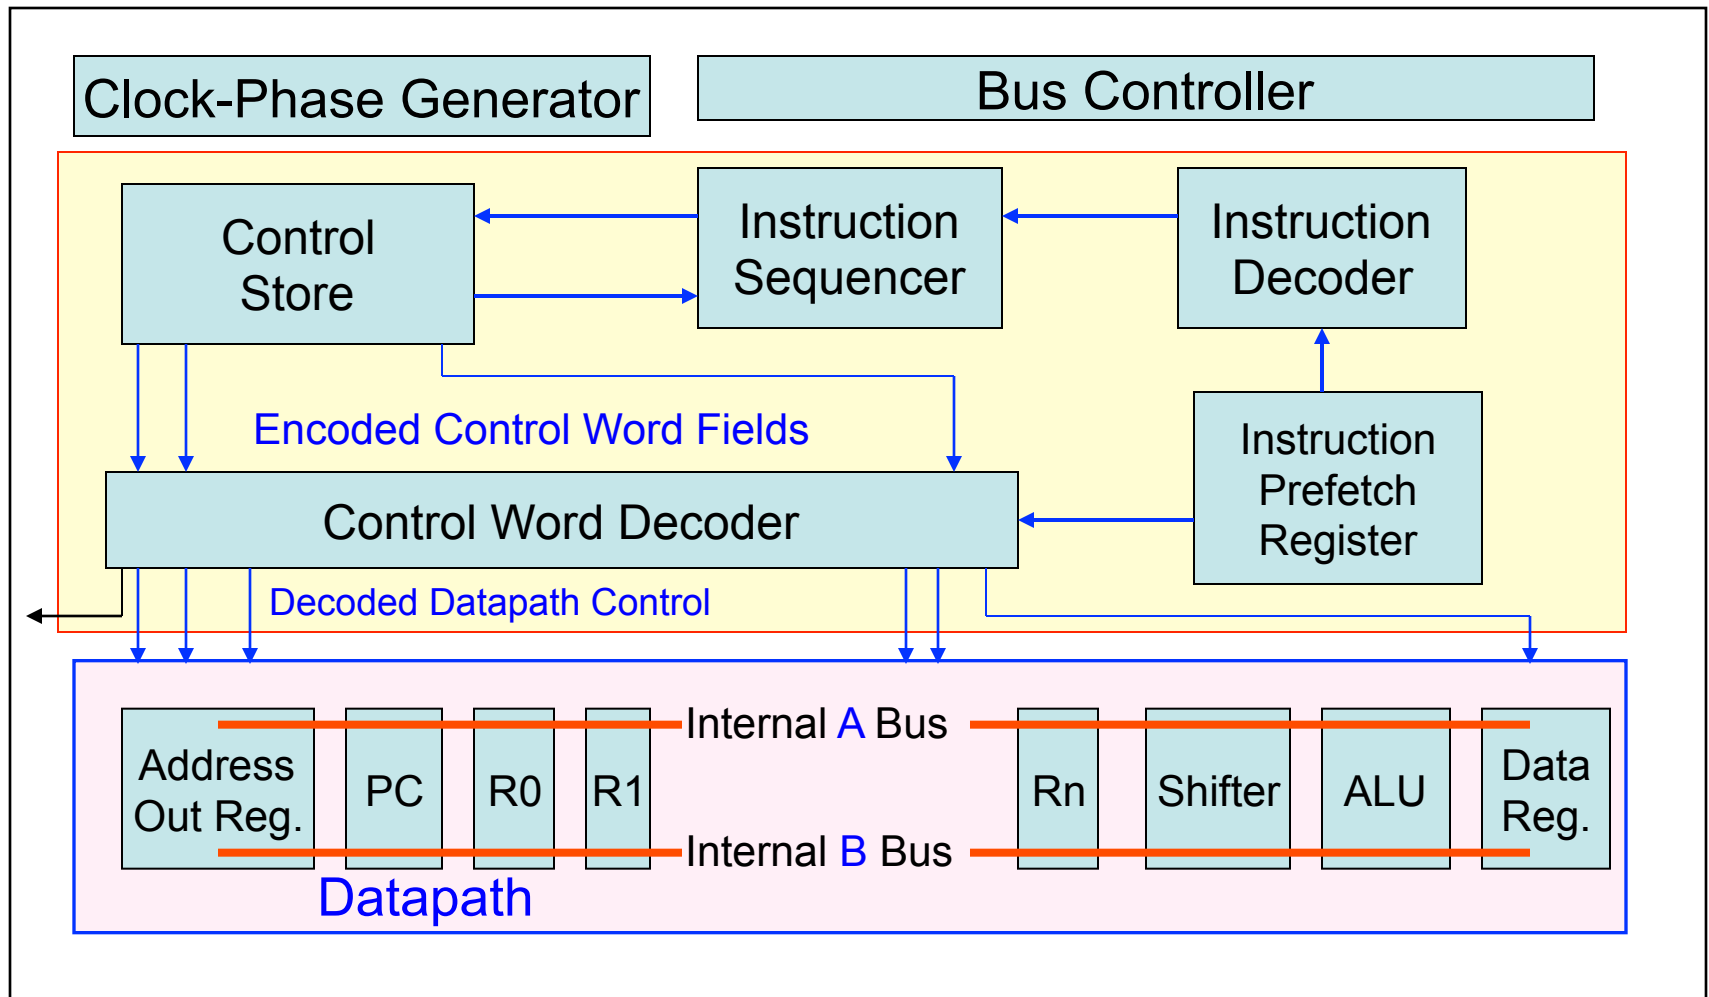 Clock-Phase Generator
Bus Controller
Control
Store
Instruction
Sequencer
Instruction
Decoder
Encoded Control Word Fields
Instruction
Prefetch
Register
Control Word Decoder
Decoded Datapath Control
Internal A Bus
Address
Out Reg.
PC
R0
R1
Rn
Shifter
ALU
Data
Reg.
Internal B Bus
Datapath